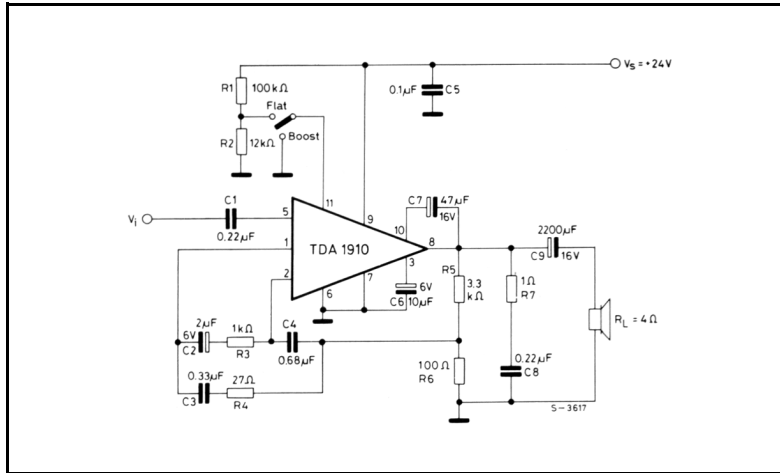 Vs = +24V
R1 100kΩ
0.1µF C5
Flat
Boost
R2 12kΩ
C1
Vi
0.22µF
11
5
9
C7 47µF
16V
10
1
TDA 1910
8
2200µF
C9 16V
2
3
7
6
6V
C6 10µF
R5 3.3
kΩ
1Ω
R7
RL = 4Ω
2µF
6V
C2
1kΩ
R3
C4
0.68µF
100Ω
R6
0.22µF
C8
0.33µF
C3
27Ω
R4
S-3617